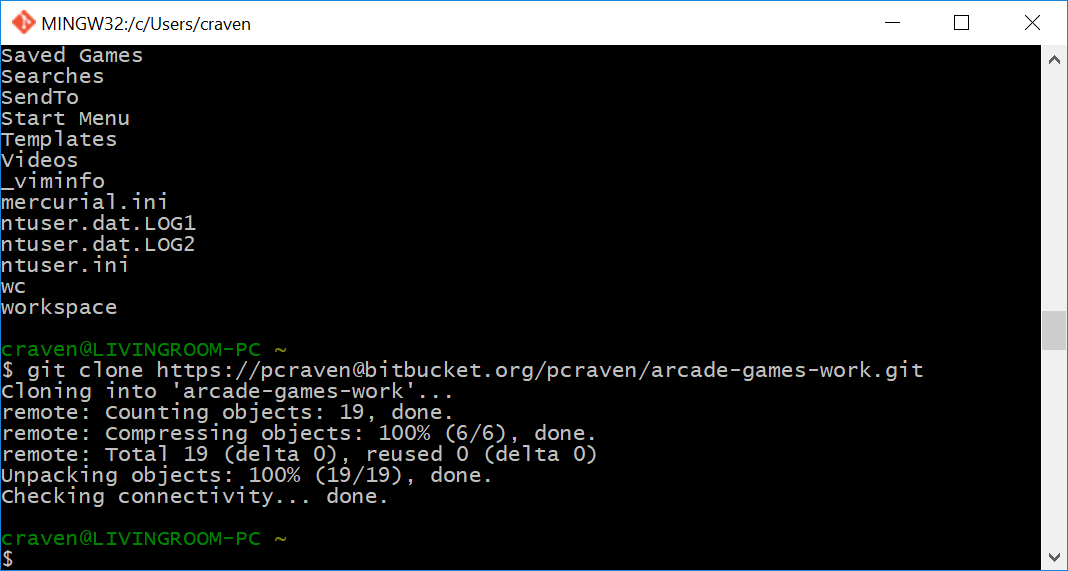 MINGW32:/c/Users/craven
Saved Games
Searches
SendTo
Start Menu
Templates
Videos
_viminfo
mercurial.ini
ntuser.dat.LOG1
ntuser.dat.LOG2
ntuser.ini
wc
workspace
craven@LIVINGROOM-PC ~
$ git clone https://pcraven@bitbucket.org/pcraven/arcade-games-work.git
Cloning into 'arcade-games-work'...
remote: Counting objects: 19, done.
remote: Compressing objects: 100% (6/6), done.
remote: Total 19 (delta 0), reused 0 (delta 0)
Unpacking objects: 100% (19/19), done.
Checking connectivity... done.
craven@LIVINGROOM-PC ~
$